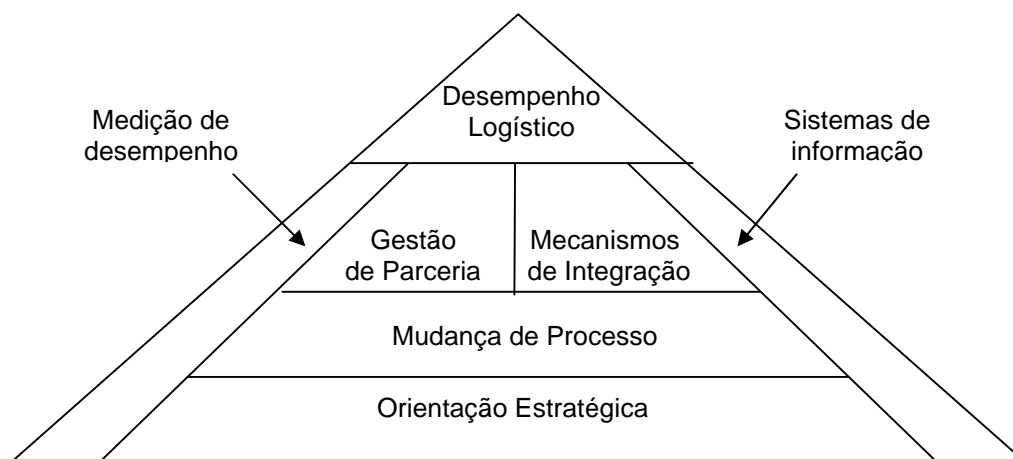 Desempenho
Logístico
Medição de
desempenho
Sistemas de
informação
Gestão
de Parceria
Mecanismos
de Integração
Mudança de Processo
Orientação Estratégica